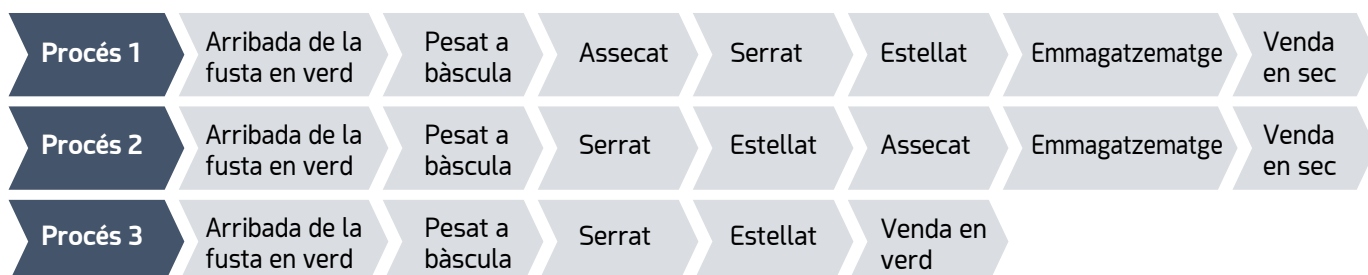 Procés 1
Arribada de la
fusta en verd
Pesat a
bàscula
Assecat
Serrat
Estellat
Emmagatzematge
Venda
en sec
Procés 2
Arribada de la
fusta en verd
Pesat a
bàscula
Serrat
Estellat
Assecat
Emmagatzematge
Venda
en sec
Procés 3
Arribada de la
fusta en verd
Pesat a
bàscula
Serrat
Estellat
Venda en
verd